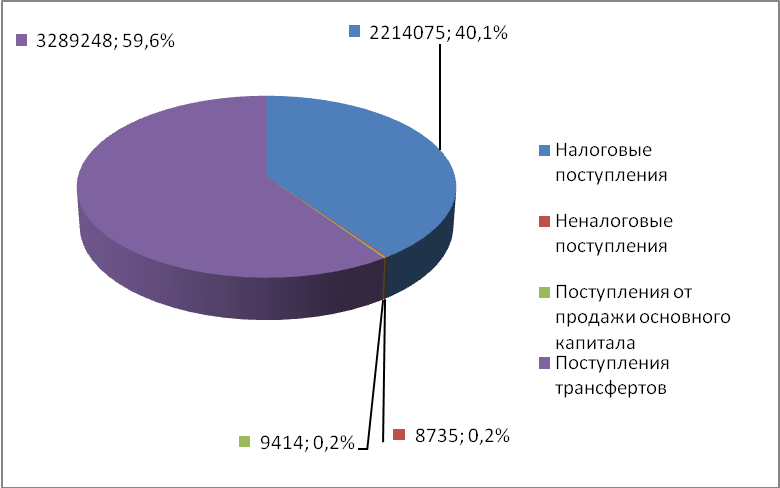 3289248; 59,6%
2214075; 40,1%
Налоговые
поступления
Неналоговые
поступления
Поступления от
продажи основного
капитала
Поступления
трансфертов
9414; 0,2%
8735; 0,2%